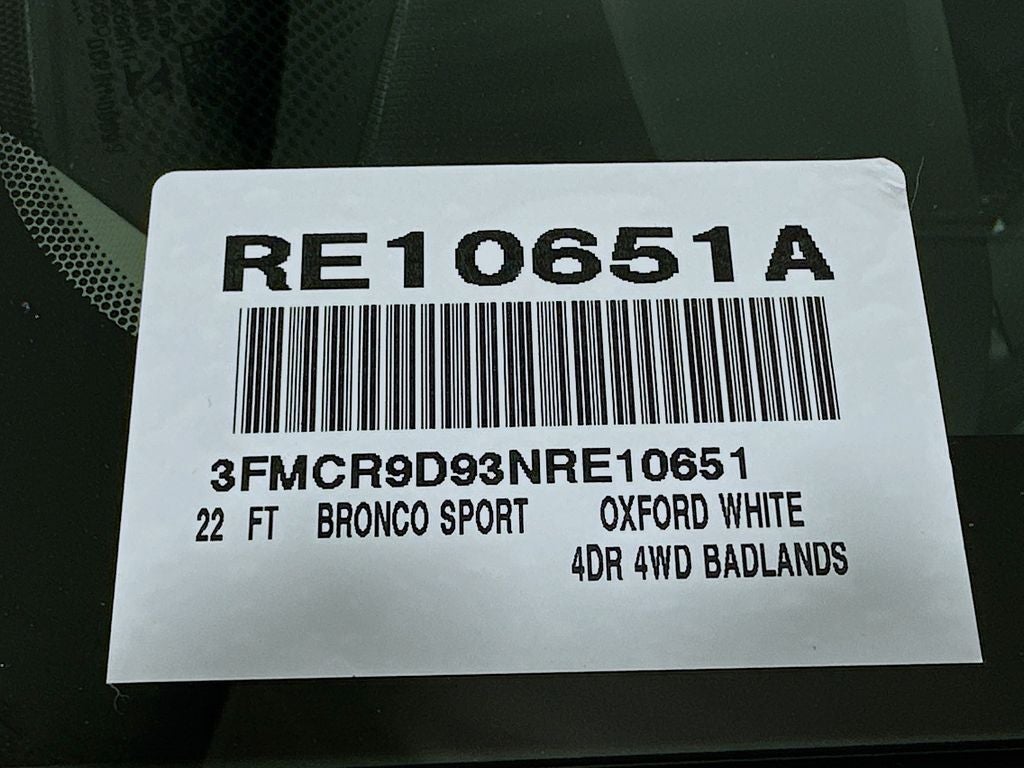 RE10651A
3FMCR9D93NRE10651
22 FT BRONCO SPORT OXFORD WHITE
4DR 4WD BADLANDS